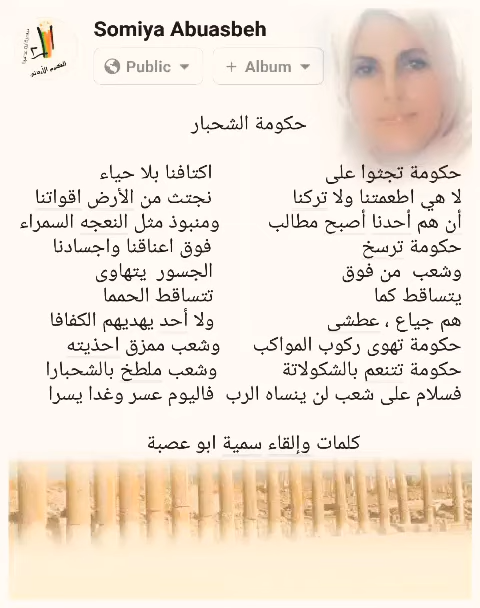 Somiya Abuasbeh
Public + Album
حكومة الشحبار
حكومة تجثوا على اكتافنا بلا حياء
لا هي اطعمتنا ولا تركنا نجتث من الأرض اقواتنا
أن هم أحدنا أصبح مطالب ومنبوذ مثل النعجه السمراء
حكومة ترسخ فوق اعناقنا واجسادنا
وشعب من فوق الجسور يتهاوى
يتساقط كما تتساقط الحمما
هم جياع ، عطشى ولا أحد يهديهم الكفافا
حكومة تهوى ركوب المواكب وشعب ممزق احذيته
حكومة تتنعم بالشكولاتة وشعب ملطخ بالشحبارا
فسلام على شعب لن ينساه الرب فاليوم عسر وغدا يسرا
كلمات وإلقاء سمية ابو عصبة